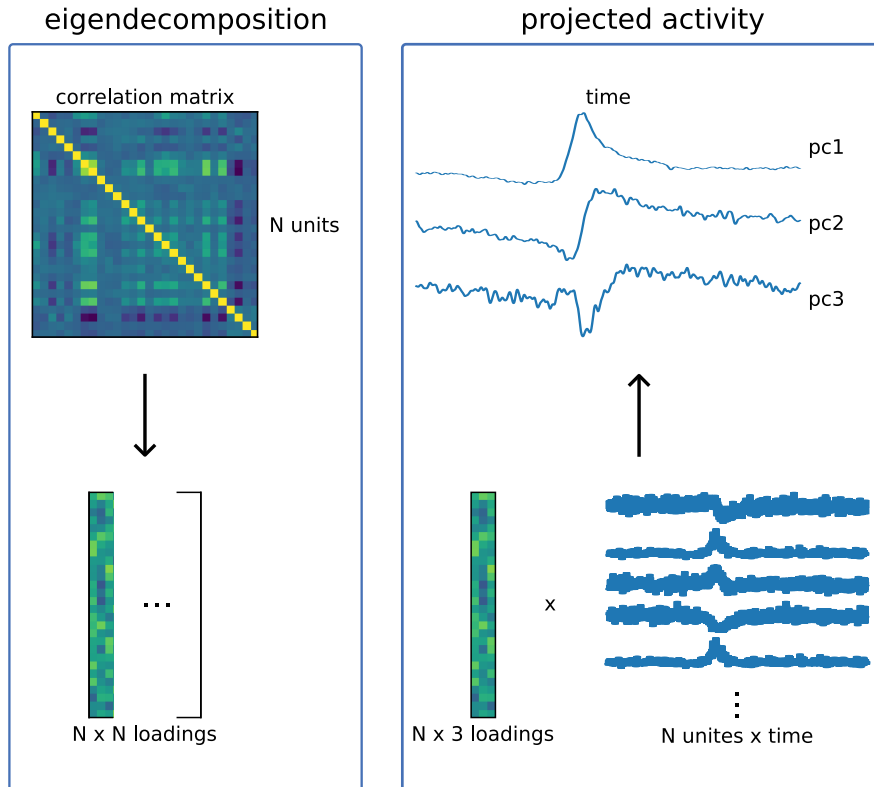 eigendecomposition
correlation matrix
N units
...
N x N loadings
projected activity
time
pc1
pc2
pc3
x
N x 3 loadings
N unites x time